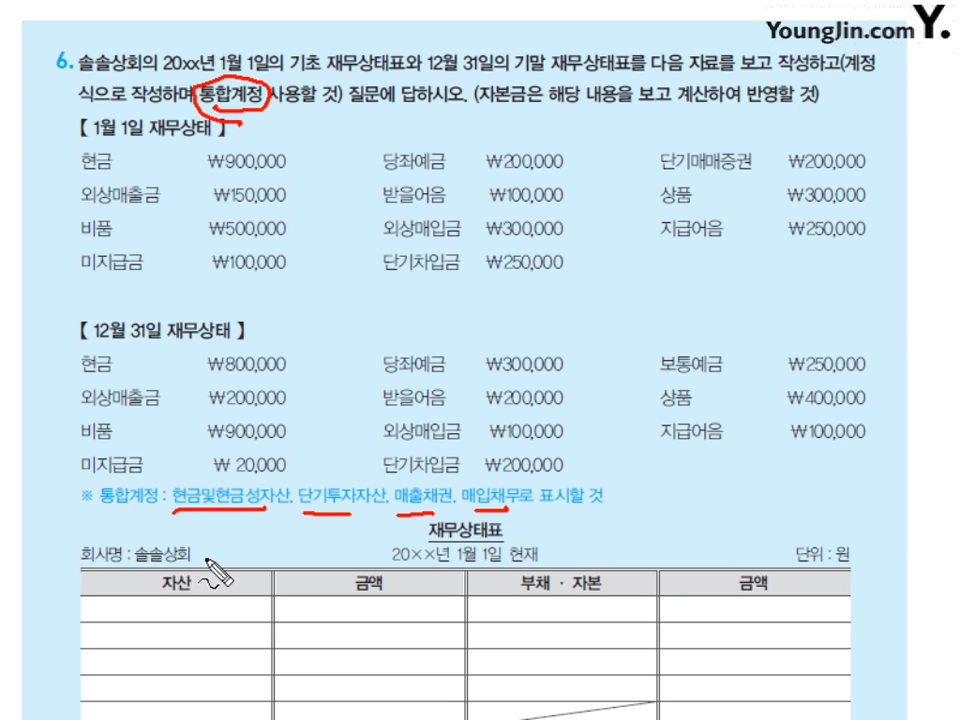 YoungJin.com Y.
6. 솔솔상회의 20xx년 1월 1일의 기초 재무상태표와 12월 31일의 기말 재무상태표를 다음 자료를 보고 작성하고(계정
식으로 작성하며 통합계정 사용할 것) 질문에 답하시오. (자본금은 해당 내용을 보고 계산하여 반영할 것)
【 1월 1일 재무상태 】
현금 ₩900,000 당좌예금 ₩200,000 단기매매증권 ₩200,000
외상매출금 ₩150,000 받을어음 ₩100,000 상품 ₩300,000
비품 ₩500,000 외상매입금 ₩300,000 지급어음 ₩250,000
미지급금 ₩100,000 단기차입금 ₩250,000
【 12월 31일 재무상태 】
현금 ₩800,000 당좌예금 ₩300,000 보통예금 ₩250,000
외상매출금 ₩200,000 받을어음 ₩200,000 상품 ₩400,000
비품 ₩900,000 외상매입금 ₩100,000 지급어음 ₩100,000
미지급금 ₩ 20,000 단기차입금 ₩200,000
※ 통합계정 : 현금및현금성자산, 단기투자자산, 매출채권, 매입채무로 표시할 것
재무상태표
회사명 : 솔솔상회 20××년 1월 1일 현재 단위 : 원
자산 금액 부채 · 자본 금액